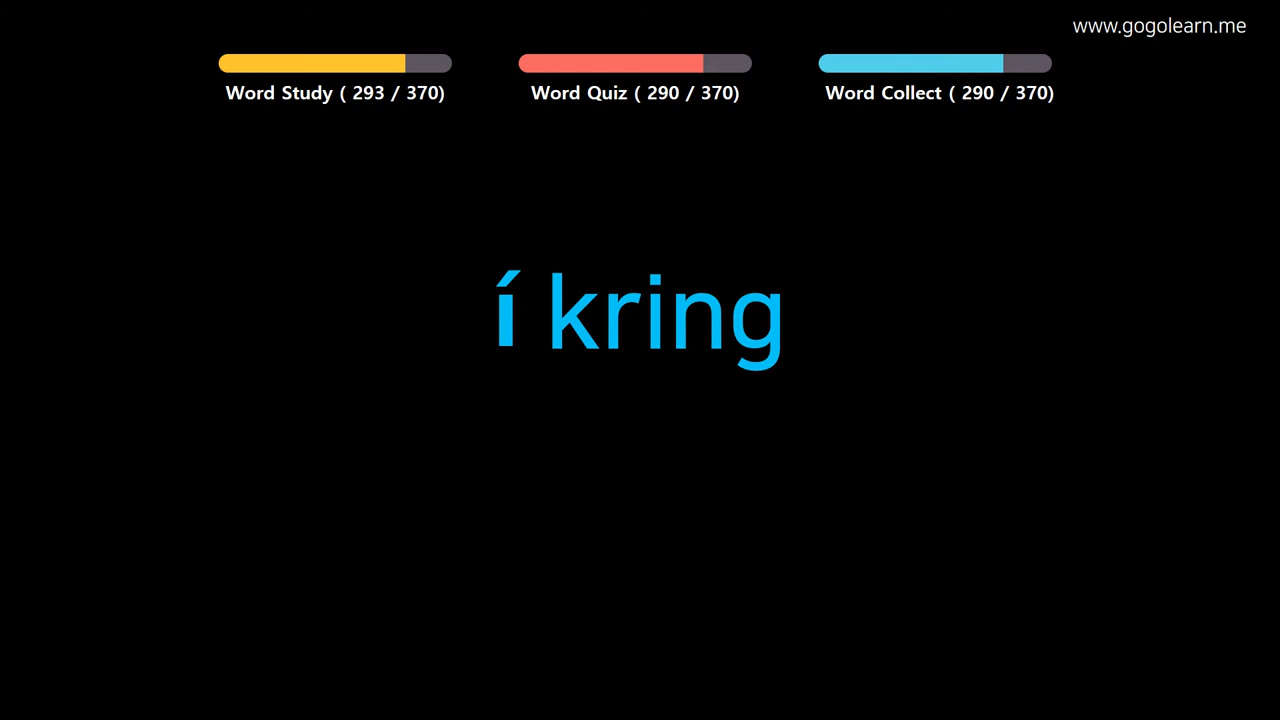 www.gogolearn.me
Word Study ( 293 / 370)
Word Quiz ( 290 / 370)
Word Collect ( 290 / 370)
í kring